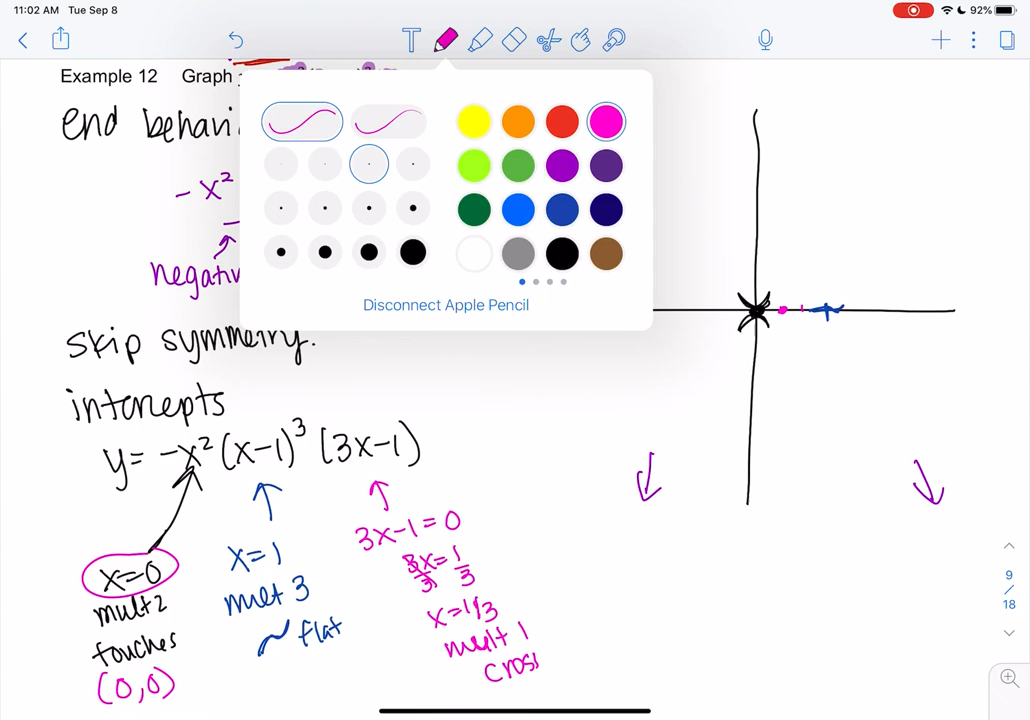 11:02 AM Tue Sep 8
92%
T
Example 12 Graph
end behavi
- x²
negativ
Disconnect Apple Pencil
skip symmetry.
intercepts
y = -x² (x-1)³ (3x-1)
x=0
mult 2
touches
(0,0)
x=1
mult 3
~ flat
3x-1=0
3x/3=1/3
x=1/3
mult 1
cross
9
/
18